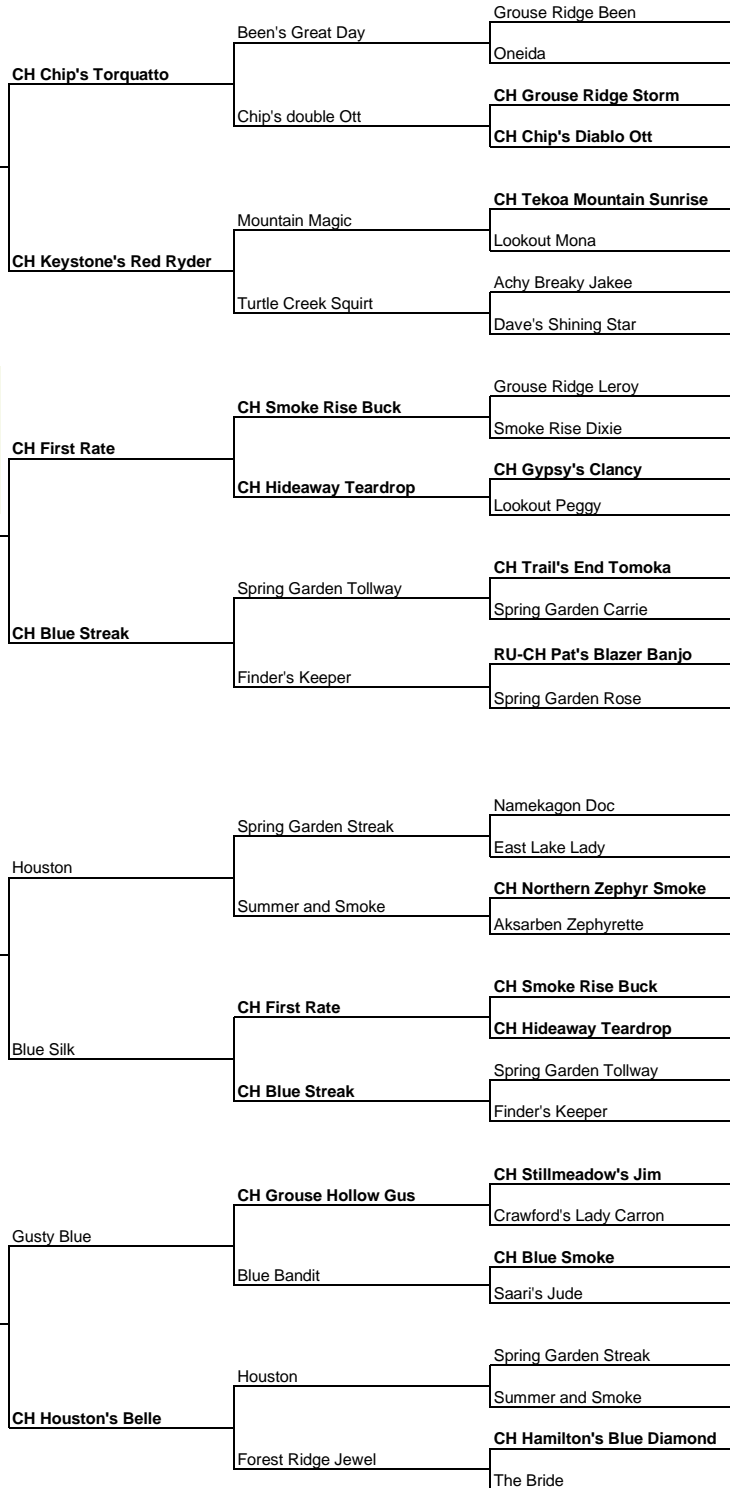 Grouse Ridge Been
Been's Great Day
Oneida
CH Chip's Torquatto
CH Grouse Ridge Storm
Chip's double Ott
CH Chip's Diablo Ott
CH Tekoa Mountain Sunrise
Mountain Magic
Lookout Mona
CH Keystone's Red Ryder
Achy Breaky Jakee
Turtle Creek Squirt
Dave's Shining Star
Grouse Ridge Leroy
CH Smoke Rise Buck
Smoke Rise Dixie
CH First Rate
CH Gypsy's Clancy
CH Hideaway Teardrop
Lookout Peggy
CH Trail's End Tomoka
Spring Garden Tollway
Spring Garden Carrie
CH Blue Streak
RU-CH Pat's Blazer Banjo
Finder's Keeper
Spring Garden Rose
Namekagon Doc
Spring Garden Streak
East Lake Lady
Houston
CH Northern Zephyr Smoke
Summer and Smoke
Aksarben Zephyrette
CH Smoke Rise Buck
CH First Rate
CH Hideaway Teardrop
Blue Silk
Spring Garden Tollway
CH Blue Streak
Finder's Keeper
CH Stillmeadow's Jim
CH Grouse Hollow Gus
Crawford's Lady Carron
Gusty Blue
CH Blue Smoke
Blue Bandit
Saari's Jude
Spring Garden Streak
Houston
Summer and Smoke
CH Houston's Belle
CH Hamilton's Blue Diamond
Forest Ridge Jewel
The Bride